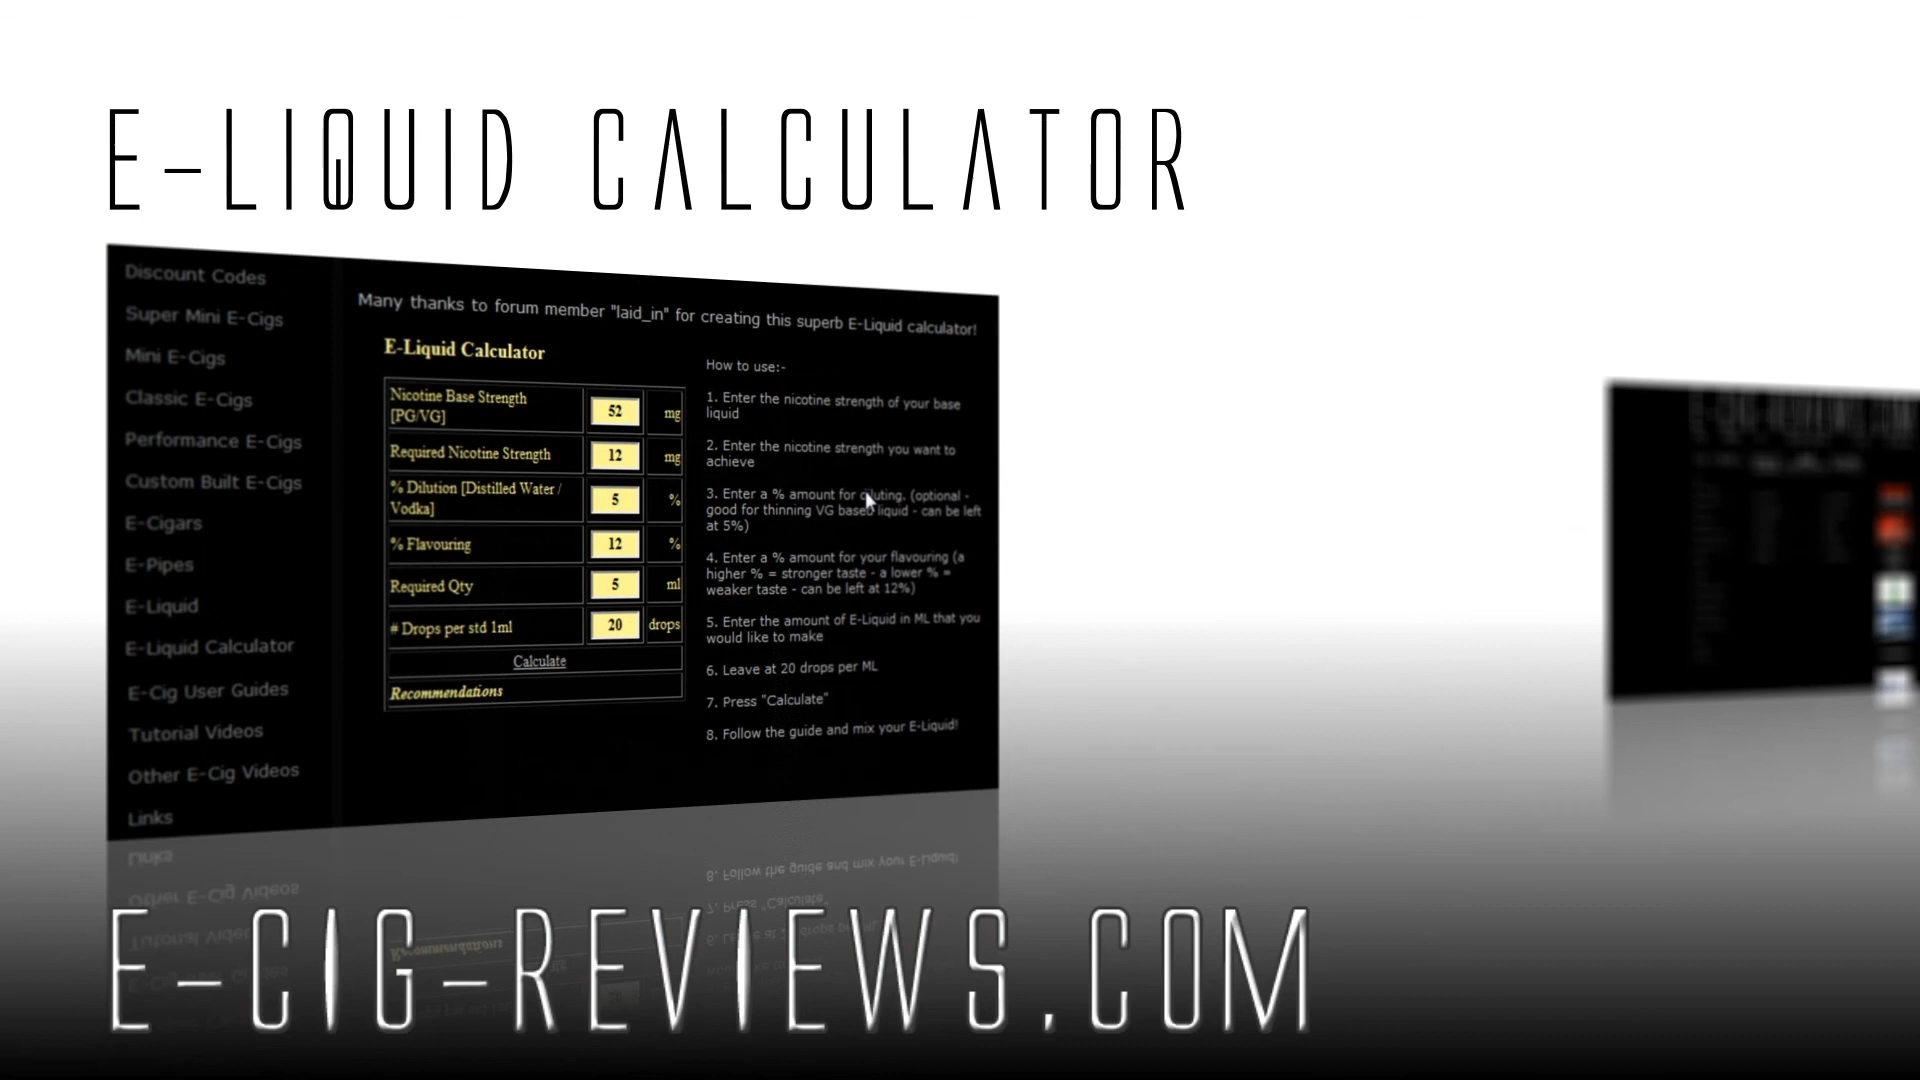 E-LIQUID CALCULATOR
Discount Codes
Super Mini E-Cigs
Mini E-Cigs
Classic E-Cigs
Performance E-Cigs
Custom Built E-Cigs
E-Cigars
E-Pipes
E-Liquid
E-Liquid Calculator
E-Cig User Guides
Tutorial Videos
Other E-Cig Videos
Links
Many thanks to forum member "laid_in" for creating this superb E-Liquid calculator!
E-Liquid Calculator
Nicotine Base Strength
[PG/VG] 52 mg
Required Nicotine Strength 12 mg
% Dilution [Distilled Water /
Vodka] 5 %
% Flavouring 12 %
Required Qty 5 ml
# Drops per std 1ml 20 drops
Calculate
Recommendations
How to use:-
1. Enter the nicotine strength of your base
liquid
2. Enter the nicotine strength you want to
achieve
3. Enter a % amount for diluting. (optional -
good for thinning VG based liquid - can be left
at 5%)
4. Enter a % amount for your flavouring (a
higher % = stronger taste - a lower % =
weaker taste - can be left at 12%)
5. Enter the amount of E-Liquid in ML that you
would like to make
6. Leave at 20 drops per ML
7. Press "Calculate"
8. Follow the guide and mix your E-Liquid!
E-CIG-REVIEWS.COM